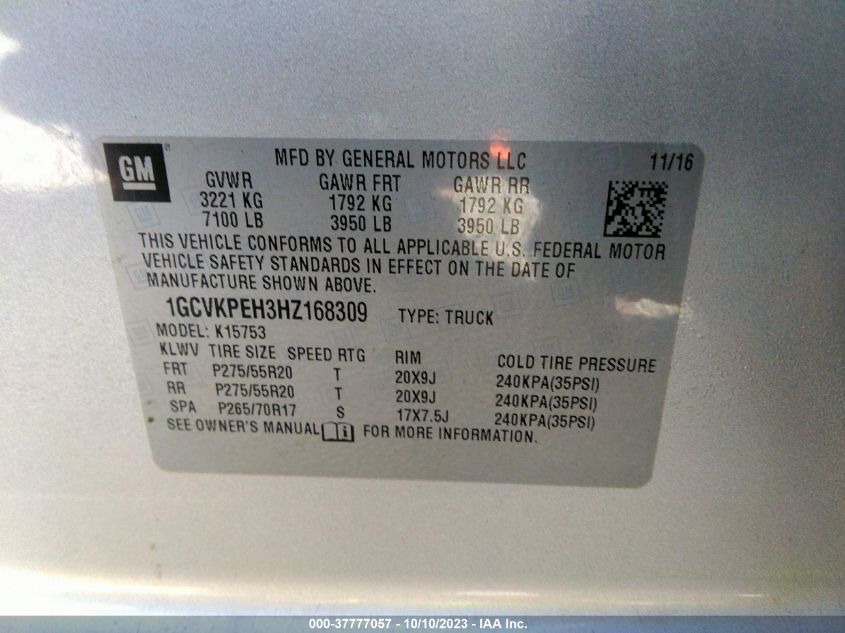 GM
MFD BY GENERAL MOTORS LLC 11/16
GVWR GAWR FRT GAWR RR
3221 KG 1792 KG 1792 KG
7100 LB 3950 LB 3950 LB
THIS VEHICLE CONFORMS TO ALL APPLICABLE U.S. FEDERAL MOTOR
VEHICLE SAFETY STANDARDS IN EFFECT ON THE DATE OF
MANUFACTURE SHOWN ABOVE.
1GCVKPEH3HZ168309 TYPE: TRUCK
MODEL: K15753
KLWV TIRE SIZE SPEED RTG RIM COLD TIRE PRESSURE
FRT P275/55R20 T 20X9J 240KPA(35PSI)
RR P275/55R20 T 20X9J 240KPA(35PSI)
SPA P265/70R17 S 17X7.5J 240KPA(35PSI)
SEE OWNER'S MANUAL FOR MORE INFORMATION.
000-37777057 - 10/10/2023 - IAA Inc.